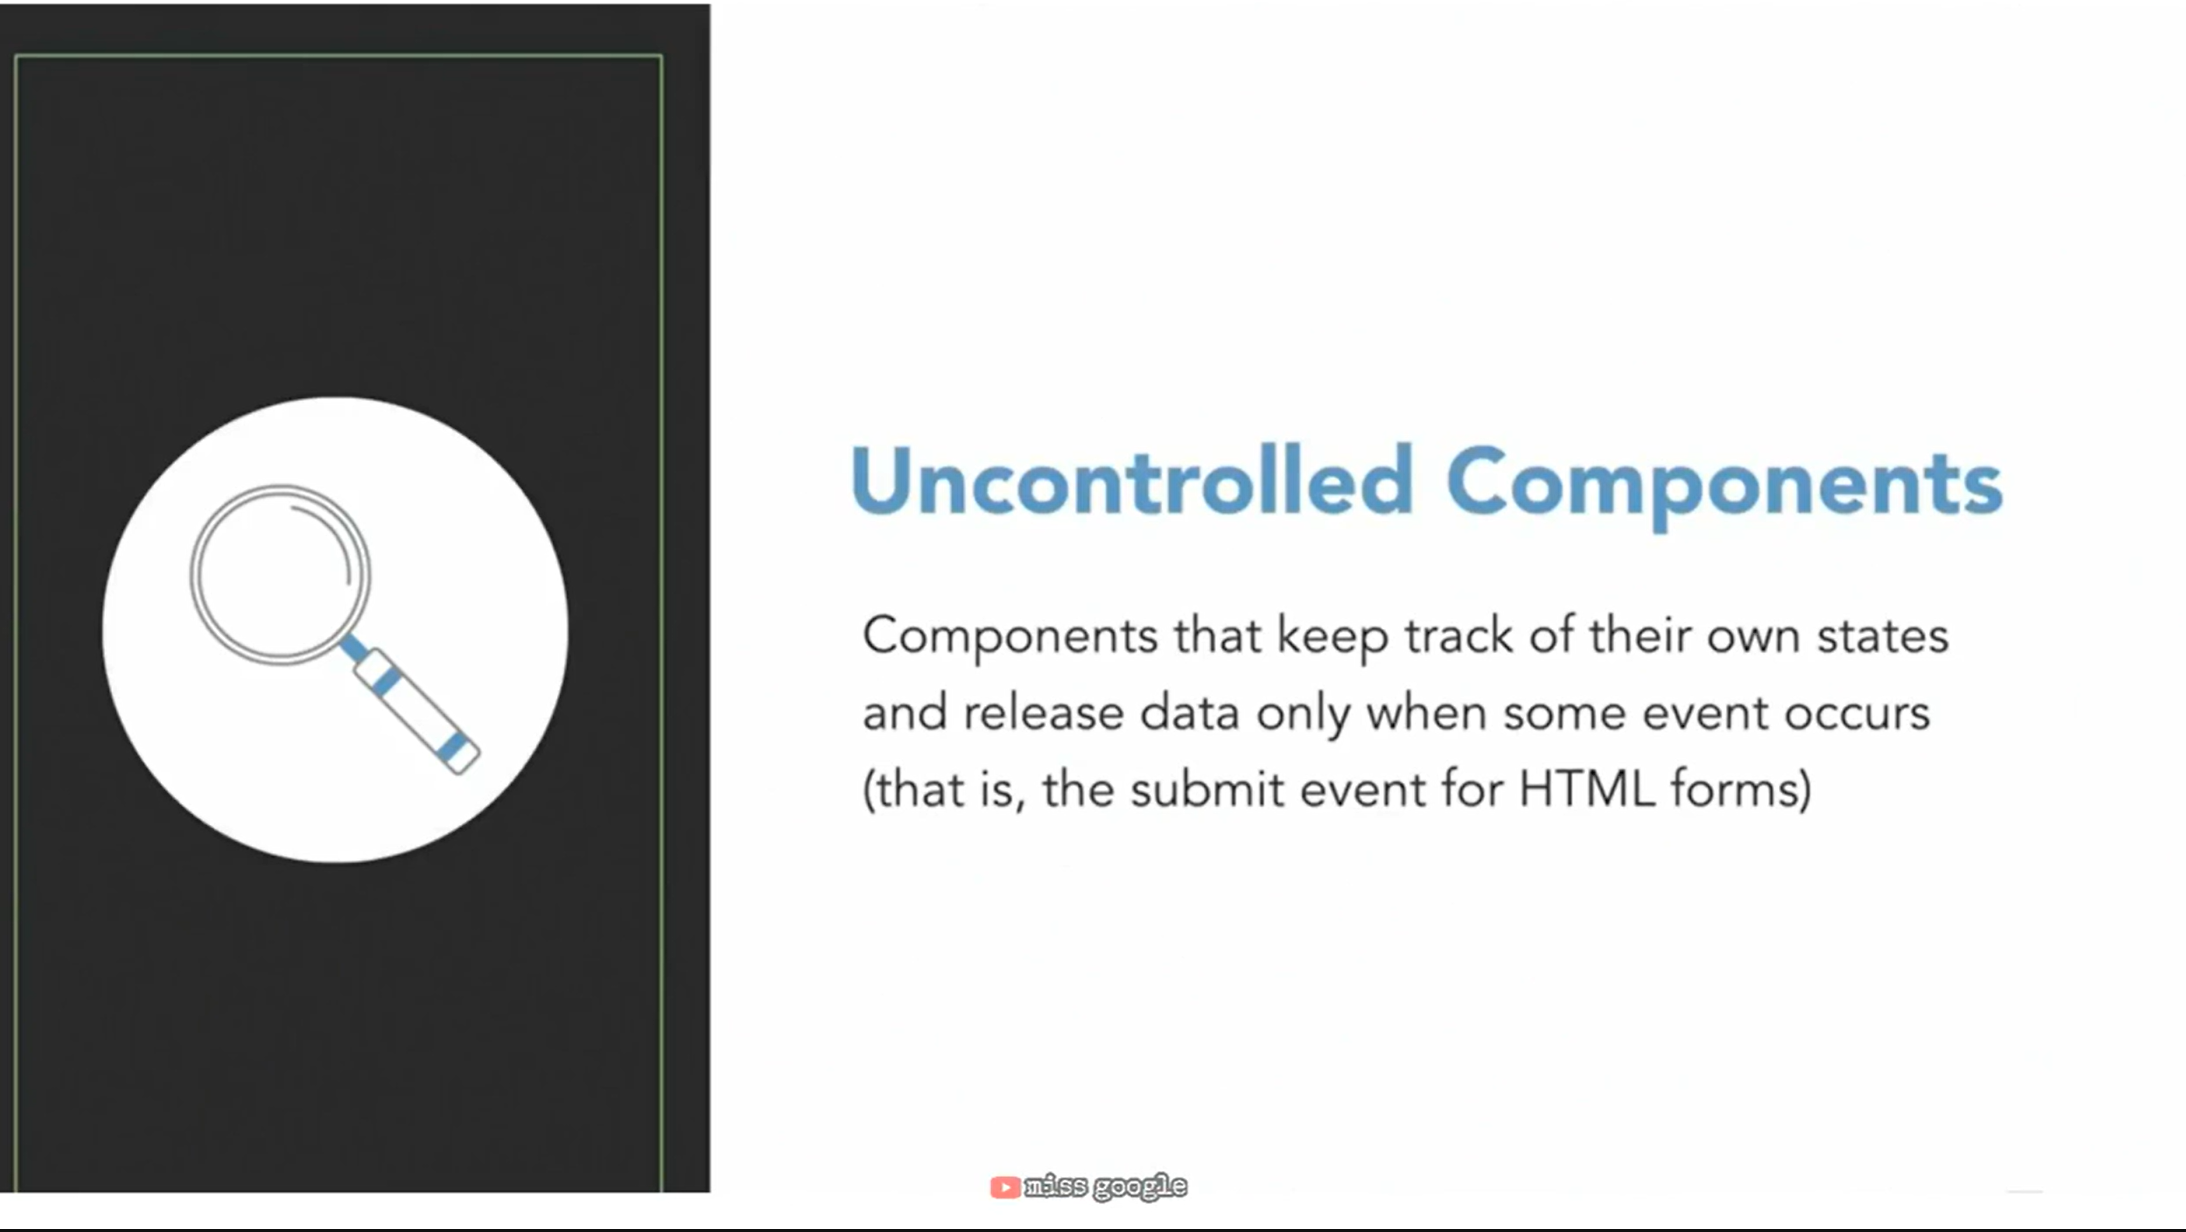 Uncontrolled Components
Components that keep track of their own states
and release data only when some event occurs
(that is, the submit event for HTML forms)
miss google